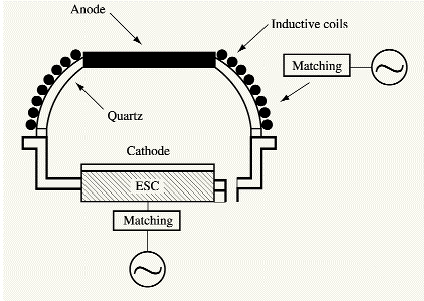 Anode
Inductive coils
Matching
Quartz
Cathode
ESC
Matching